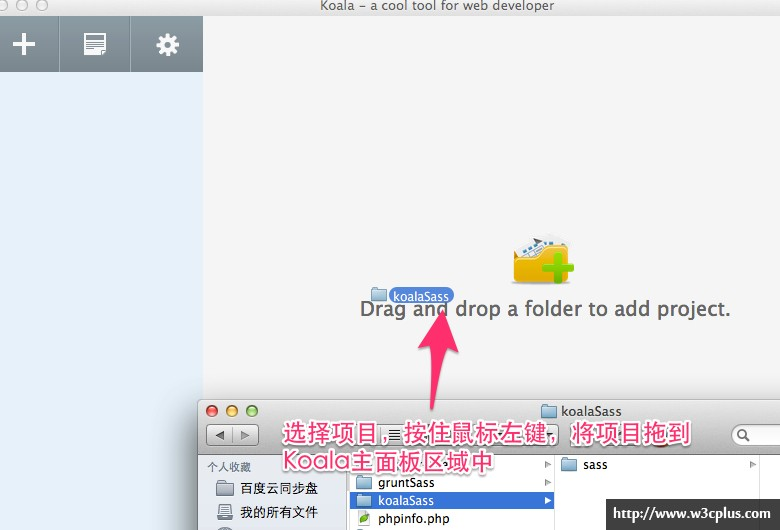 Koala – a cool tool for web developer
koalaSass
Drag and drop a folder to add project.
koalaSass
选择项目，按住鼠标左键，将项目拖到
Koala主面板区域中
个人收藏
百度云同步盘
我的所有文件
gruntSass
koalaSass
phpinfo.php
sass
http://www.w3cplus.com